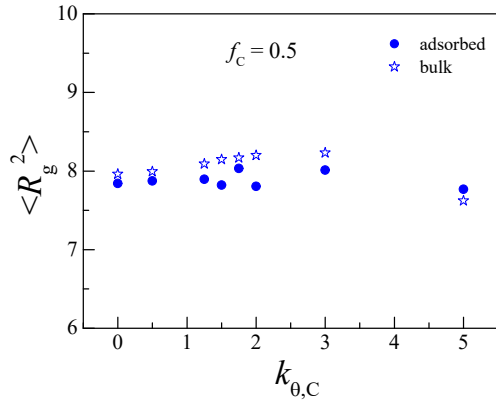 10
9
8
7
6
<R_g^2>
f_C = 0.5
adsorbed
bulk
0 1 2 3 4 5
k_θ,C